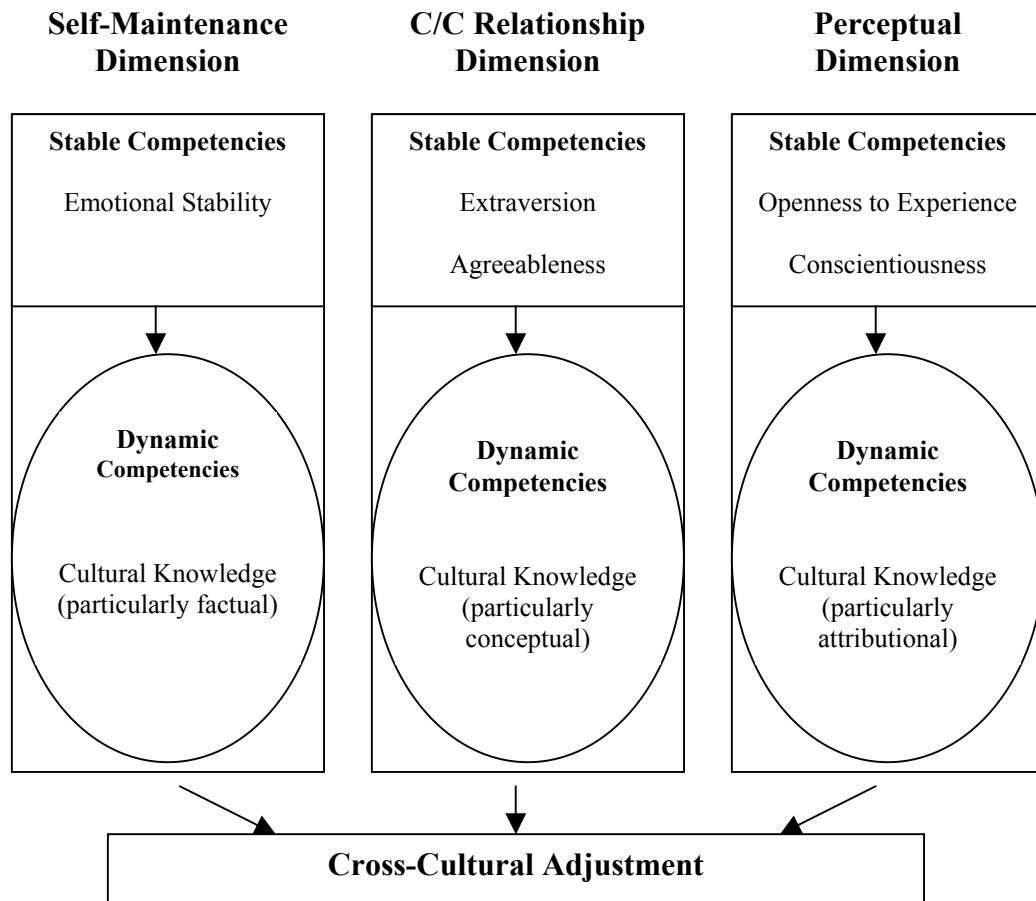 Self-Maintenance
Dimension
C/C Relationship
Dimension
Perceptual
Dimension
Stable Competencies
Emotional Stability
Stable Competencies
Extraversion
Agreeableness
Stable Competencies
Openness to Experience
Conscientiousness
Dynamic
Competencies
Cultural Knowledge
(particularly factual)
Dynamic
Competencies
Cultural Knowledge
(particularly
conceptual)
Dynamic
Competencies
Cultural Knowledge
(particularly
attributional)
Cross-Cultural Adjustment